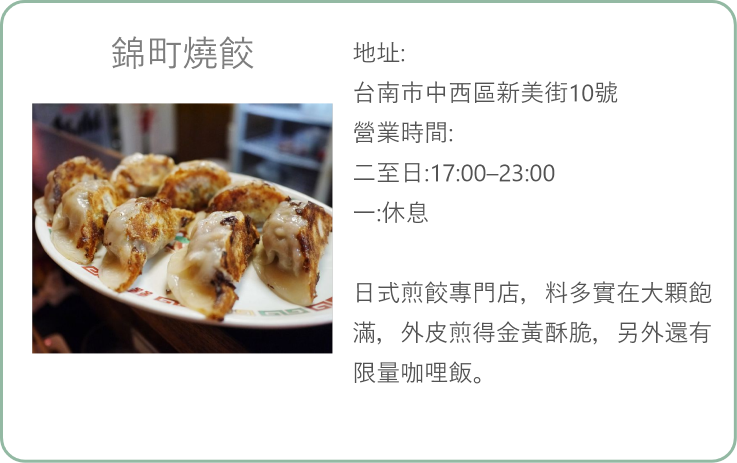 錦町燒餃
地址:
台南市中西區新美街10號
營業時間:
二至日:17:00–23:00
一:休息
日式煎餃專門店，料多實在大顆飽
滿，外皮煎得金黃酥脆，另外還有
限量咖哩飯。